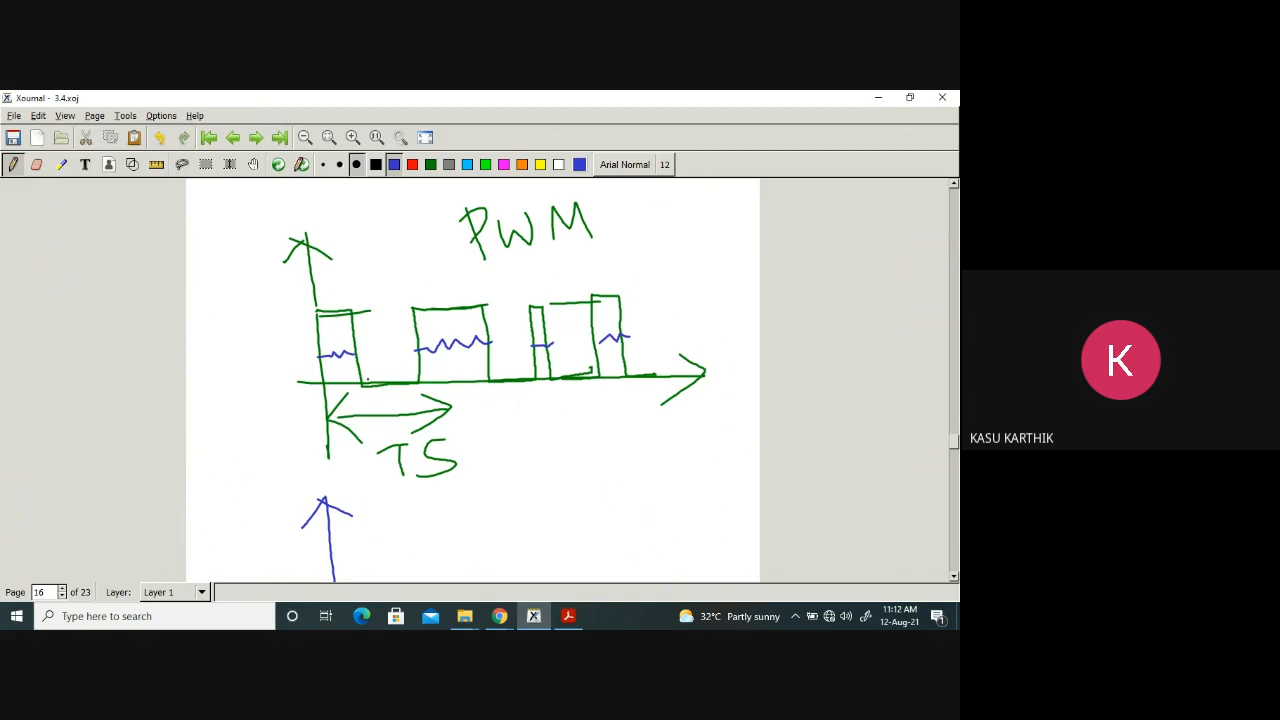 Xournal - 3.4.xoj
File Edit View Page Tools Options Help
Arial Normal 12
PWM
TS
K
KASU KARTHIK
Page 16 of 23 Layer: Layer 1
Type here to search
32°C Partly sunny
11:12 AM
12-Aug-21
1